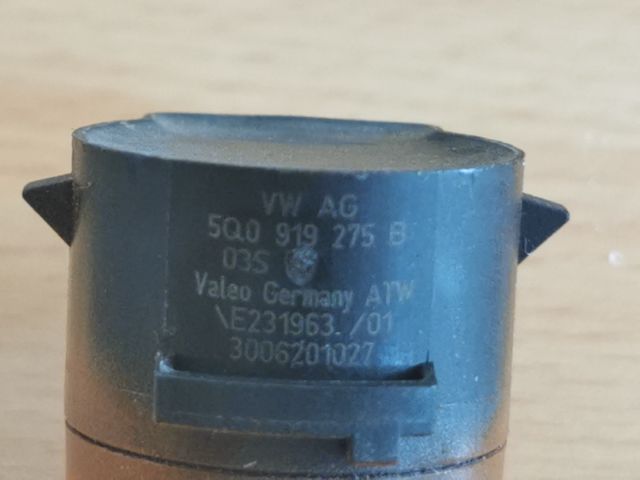 VW AG
5Q0 919 275 B
03S
Valeo Germany ATW
\E231963. /01
3006201027